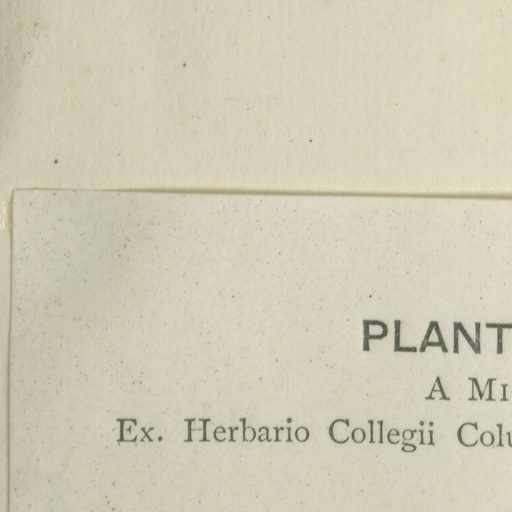 PLANT
A MI
Ex. Herbario Collegii Colu